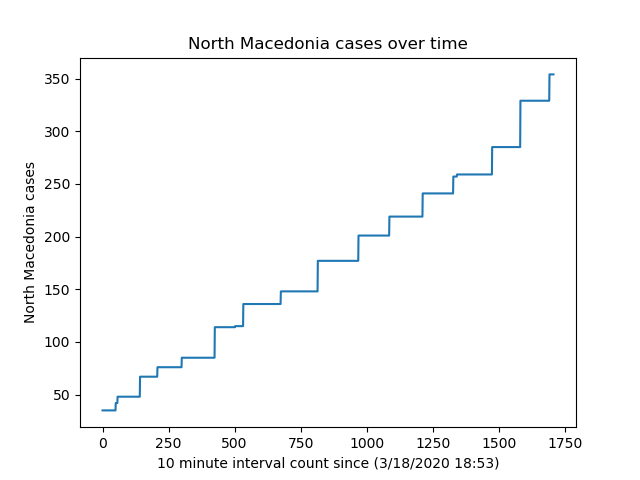 North Macedonia cases over time
North Macedonia cases
350
300
250
200
150
100
50
0 250 500 750 1000 1250 1500 1750
10 minute interval count since (3/18/2020 18:53)